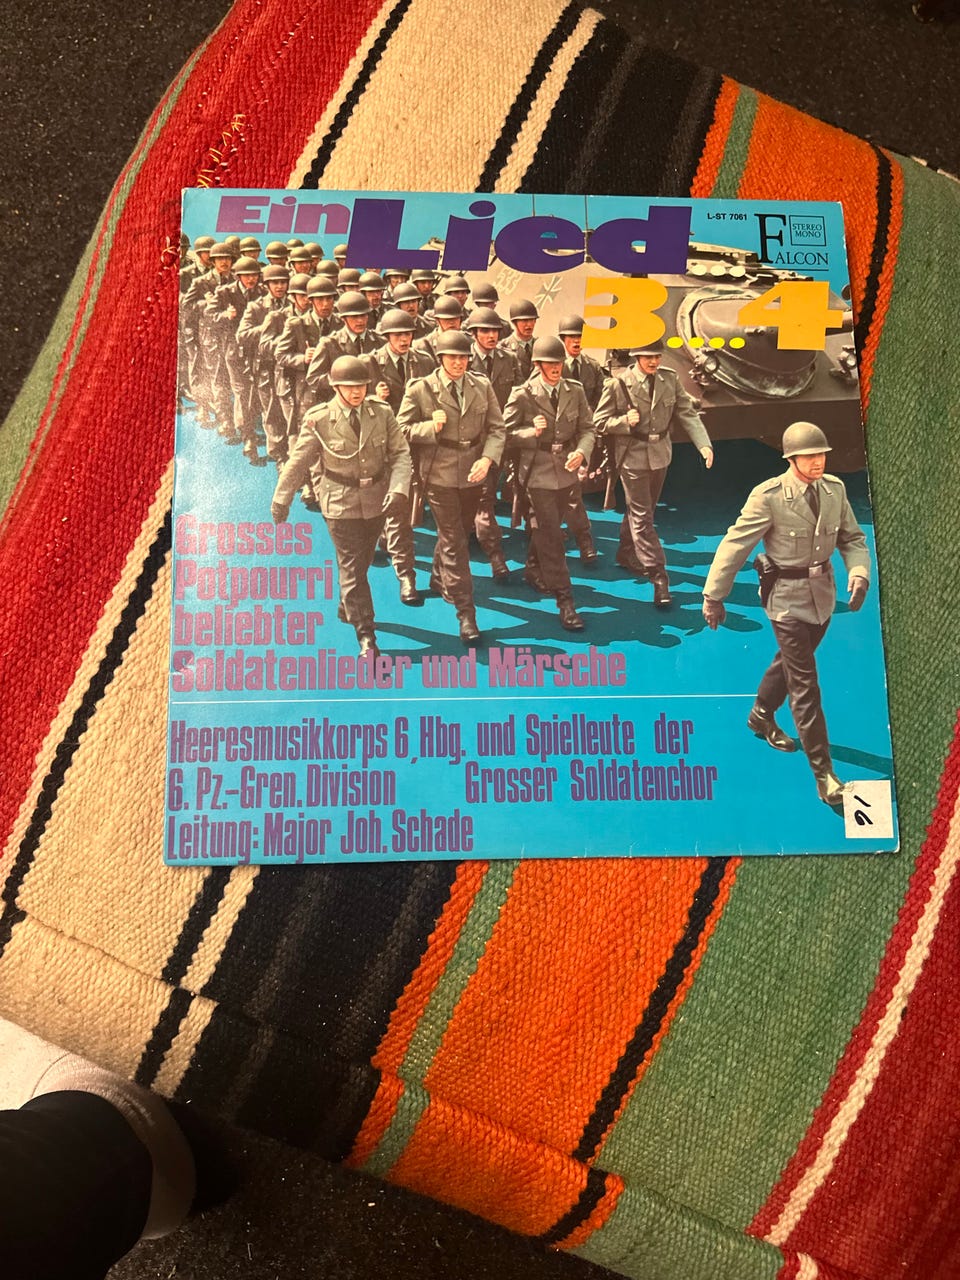 Ein Lied
L-ST 7061
STEREO
MONO
FALCON
3....4
Grosses
Potpourri
beliebter
Soldatenlieder und Märsche
Heeresmusikkorps 6, Hbg. und Spielleute der
6. Pz.-Gren. Division Grosser Soldatenchor
Leitung: Major Joh. Schade